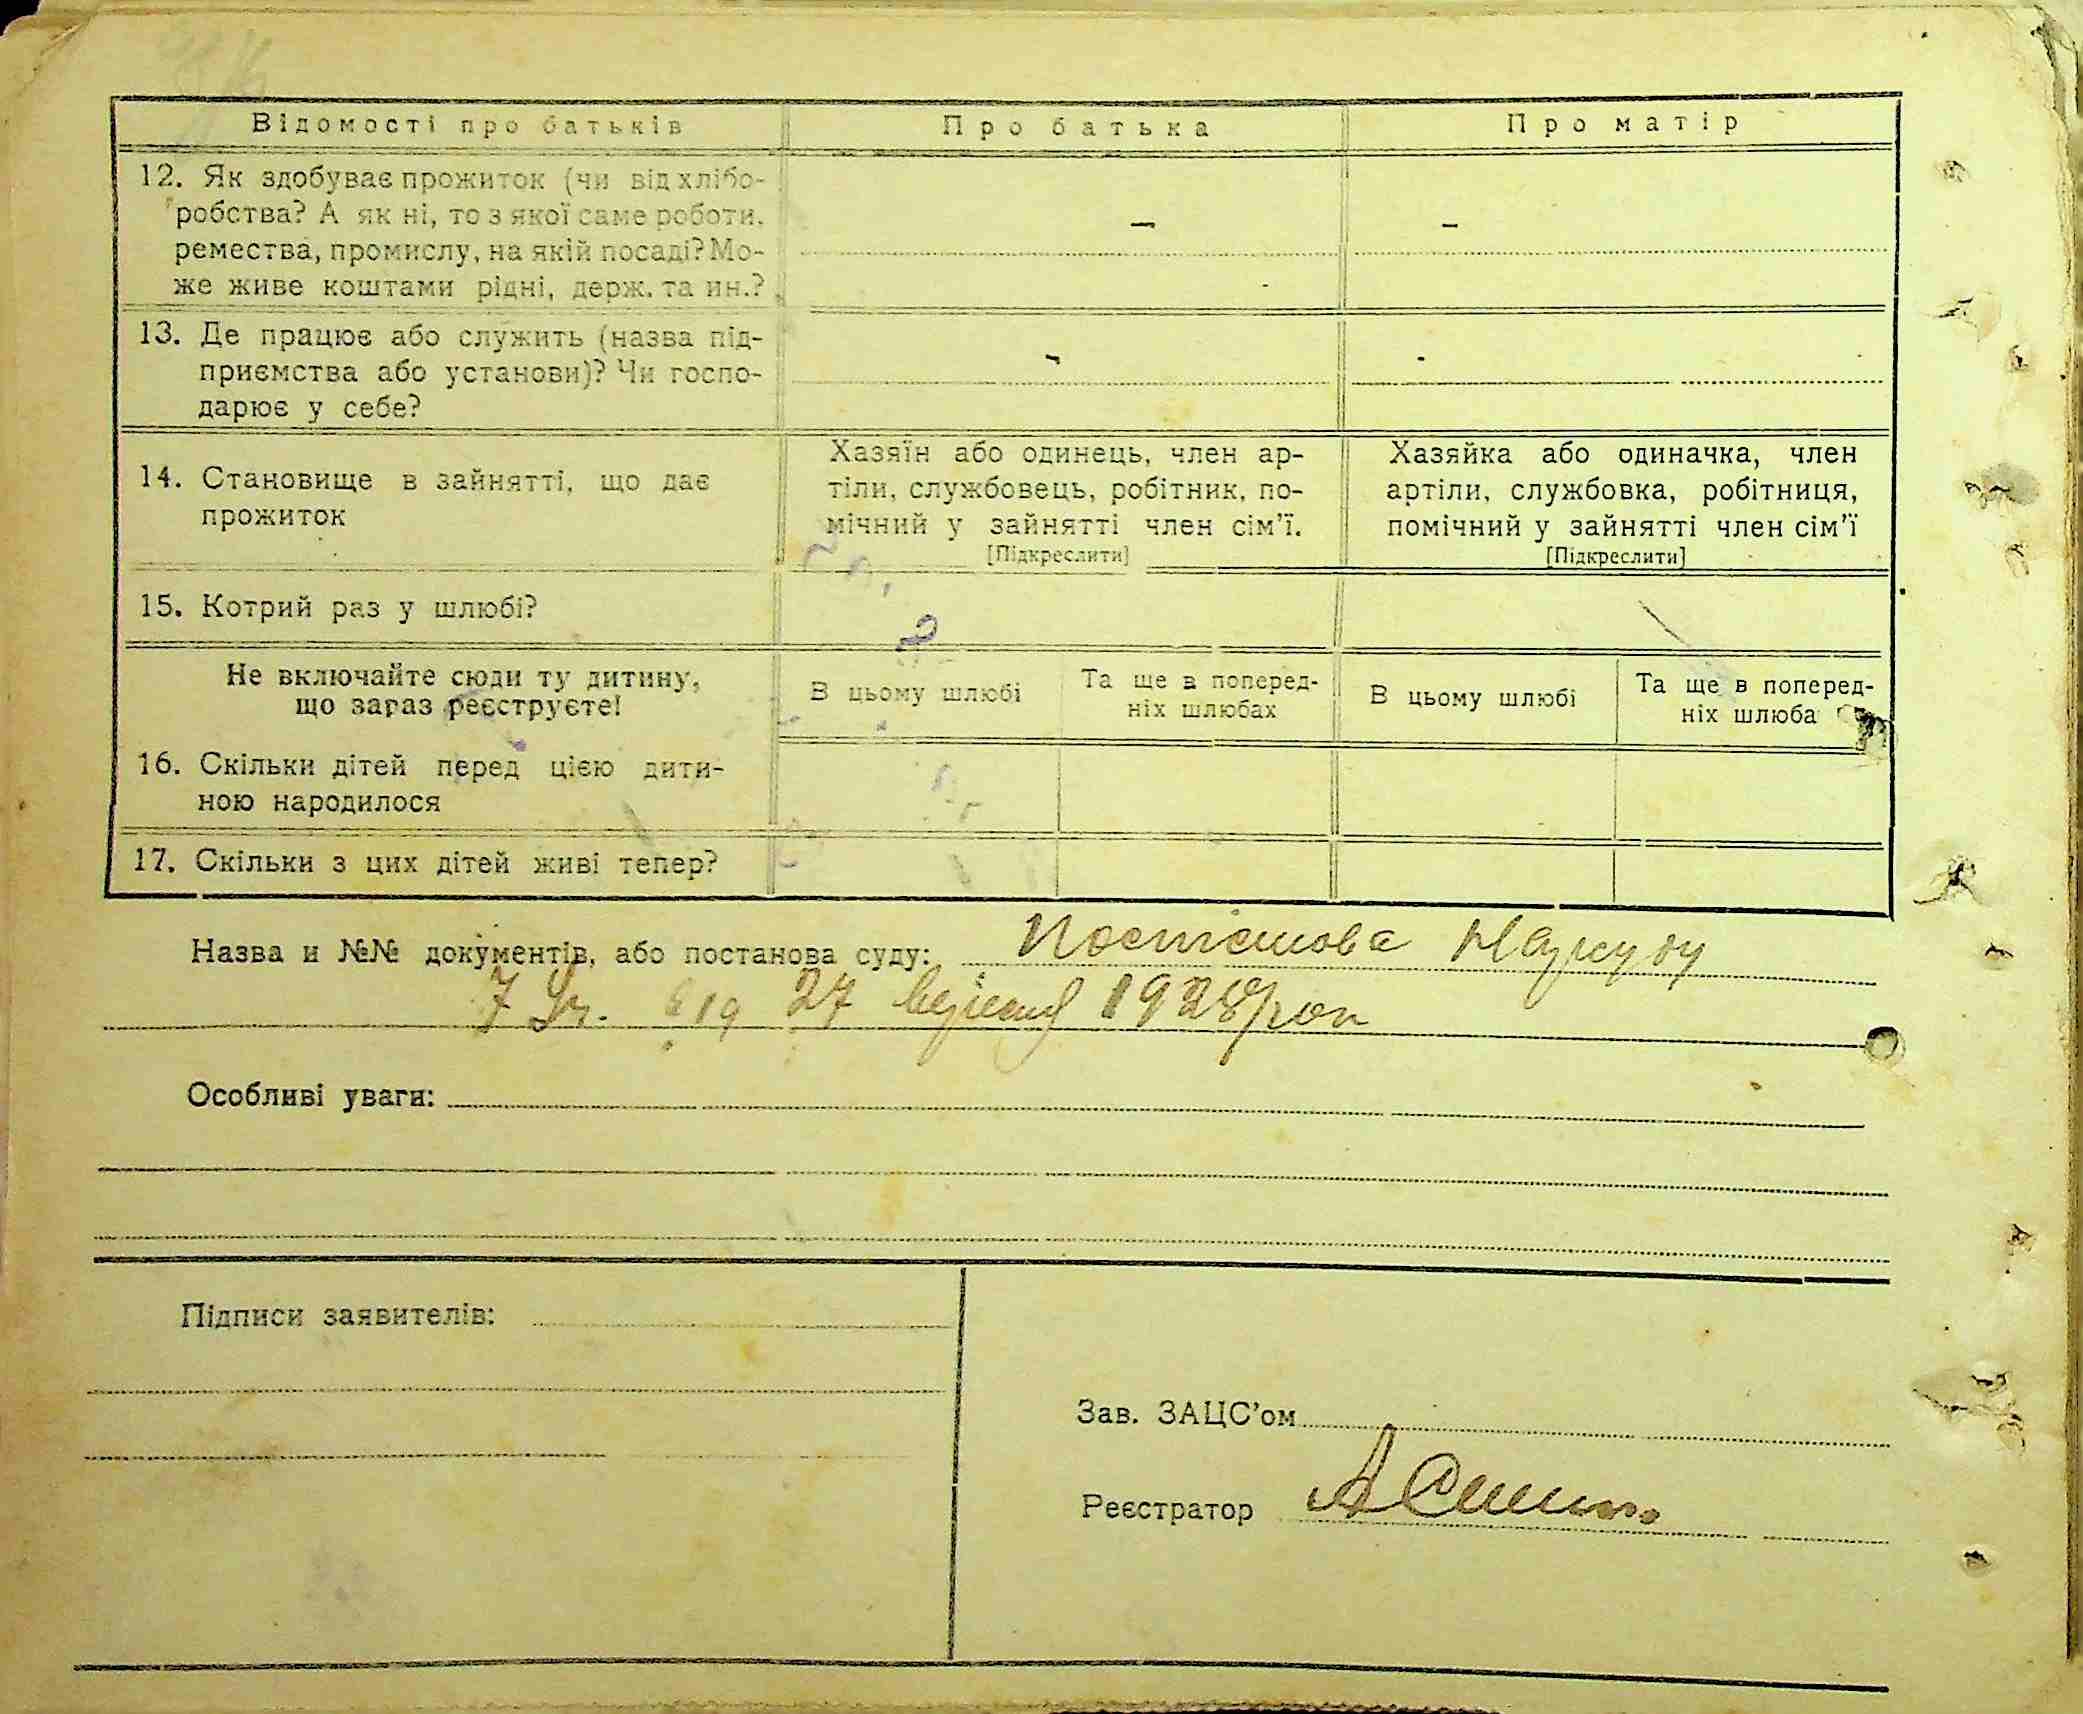 Відомості про батьків
Про батька
Про матір
12. Як здобуває прожиток (чи від хлібо-
робства? А як ні, то з якої саме роботи,
ремества, промислу, на якій посаді? Мо-
же живе коштами рідні, держ. та ин.?
–
–
13. Де працює або служить (назва під-
приємства або установи)? Чи госпо-
дарює у себе?
–
-
14. Становище в зайнятті, що дає
прожиток
Хазяїн або одинець, член ар-
тіли, службовець, робітник, по-
мічний у зайнятті член сім'ї.
[Підкреслити]
Хазяйка або одиначка, член
артіли, службовка, робітниця,
помічний у зайнятті член сім'ї
[Підкреслити]
15. Котрий раз у шлюбі?
Не включайте сюди ту дитину,
що зараз реєструєте!
В цьому шлюбі
Та ще в поперед-
ніх шлюбах
В цьому шлюбі
Та ще в поперед-
ніх шлюба
16. Скільки дітей перед цією дити-
ною народилося
17. Скільки з цих дітей живі тепер?
Назва и №№ документів, або постанова суду: Постанова Нарсуду
7 від 27 1928 рок
Особливі уваги:
Підписи заявителів:
Зав. ЗАЦС'ом
Реєстратор